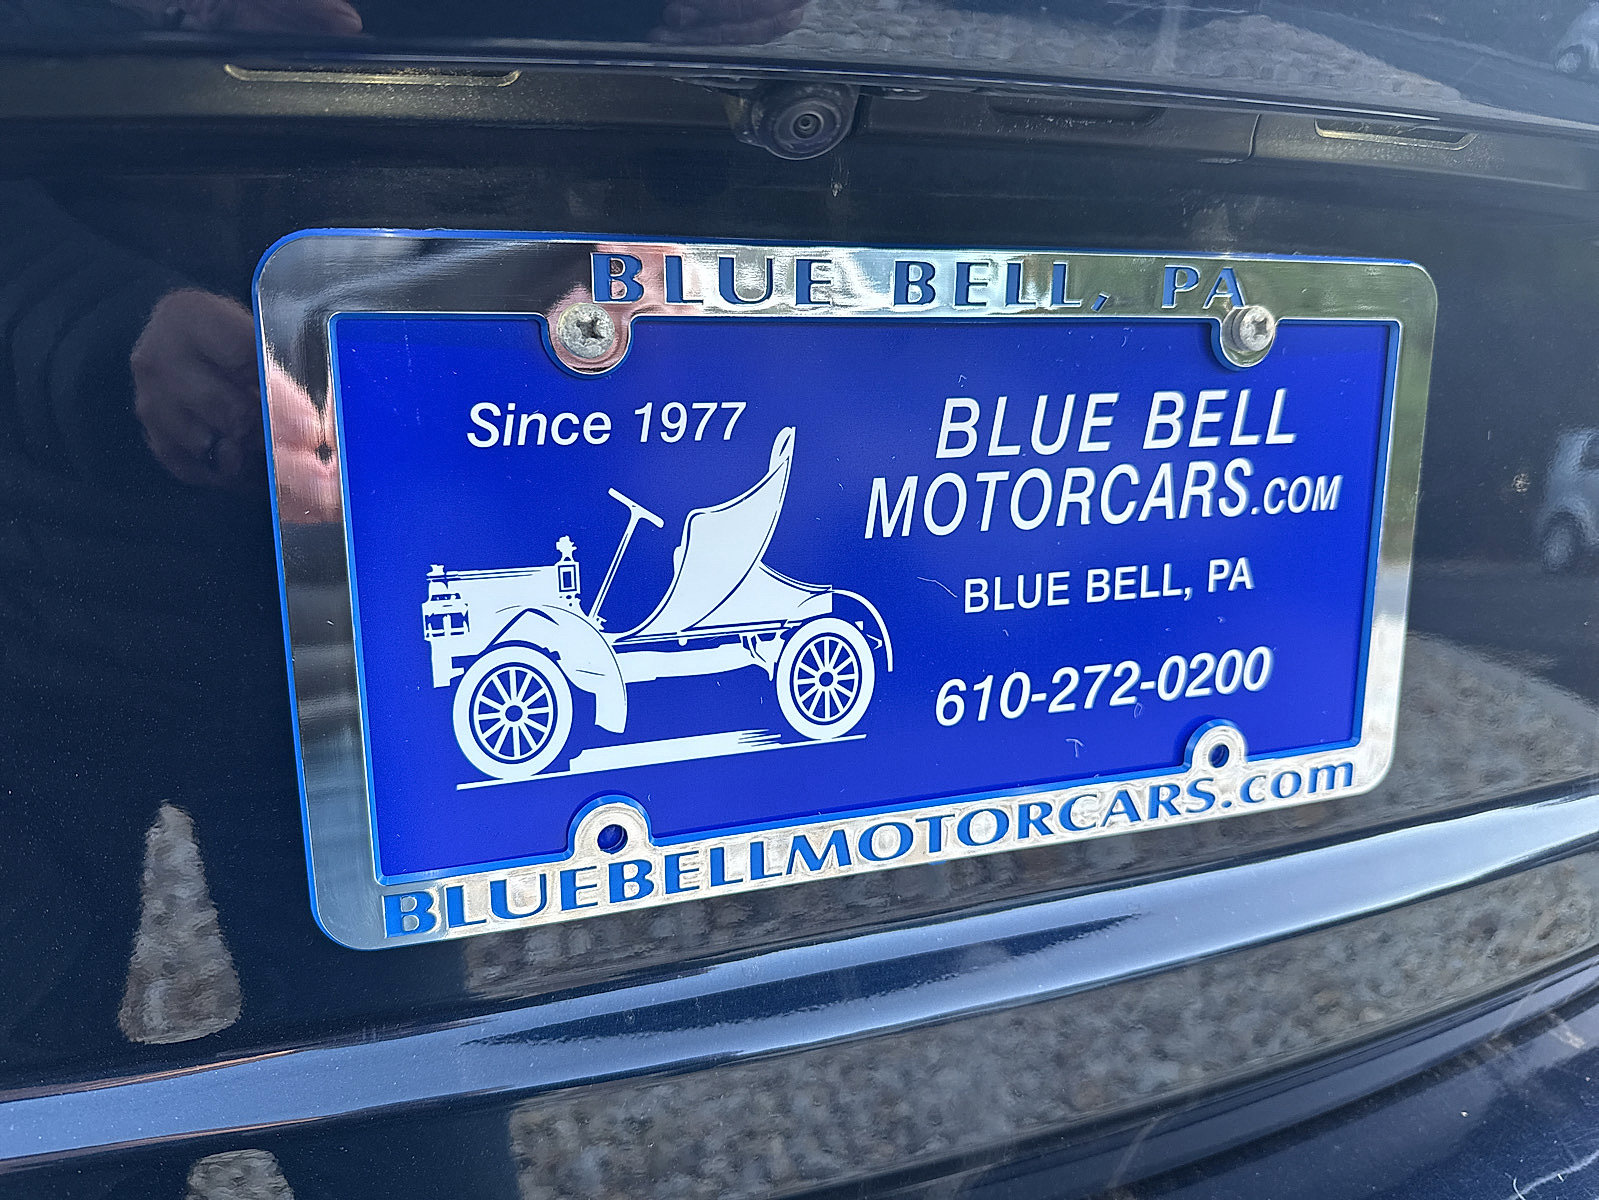 BLUE BELL, PA
Since 1977
BLUE BELL
MOTORCARS.COM
BLUE BELL, PA
610-272-0200
BLUEBELLMOTORCARS.com